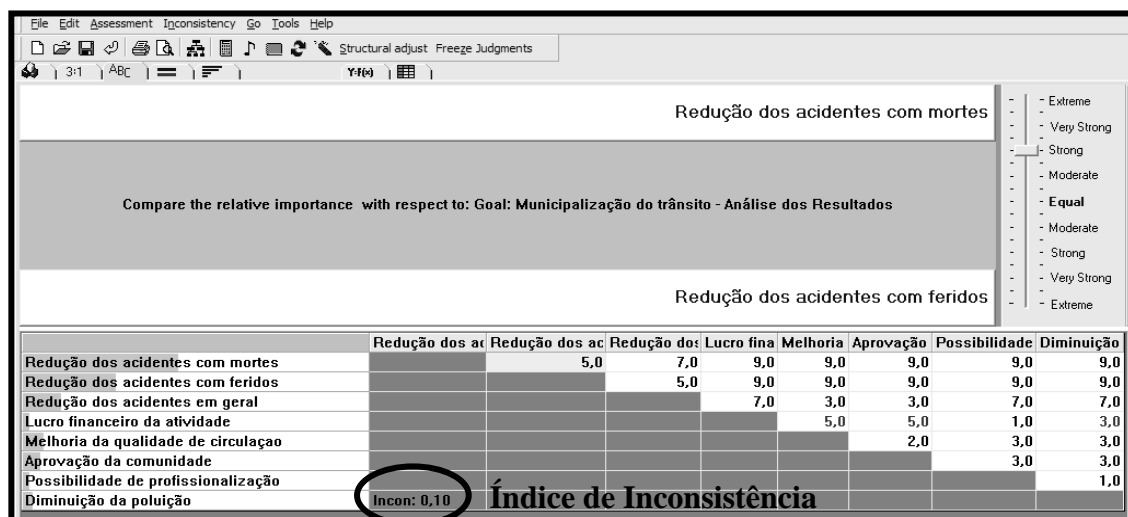 File Edit Assessment Inconsistency Go Tools Help
Structural adjust Freeze Judgments
3:1 ABC Y=F(x)
Redução dos acidentes com mortes
Compare the relative importance with respect to: Goal: Municipalização do trânsito - Análise dos Resultados
Redução dos acidentes com feridos
Extreme
Very Strong
Strong
Moderate
Equal
Moderate
Strong
Very Strong
Extreme
Redução dos ac Redução dos ac Redução dos Lucro fina Melhoria Aprovação Possibilidade Diminuição
Redução dos acidentes com mortes 5,0 7,0 9,0 9,0 9,0 9,0 9,0
Redução dos acidentes com feridos 5,0 9,0 9,0 9,0 9,0 9,0
Redução dos acidentes em geral 7,0 3,0 3,0 7,0 7,0
Lucro financeiro da atividade 5,0 5,0 1,0 3,0
Melhoria da qualidade de circulaçao 2,0 3,0 3,0
Aprovação da comunidade 3,0 3,0
Possibilidade de profissionalização 1,0
Diminuição da poluição Incon: 0,10 Índice de Inconsistência